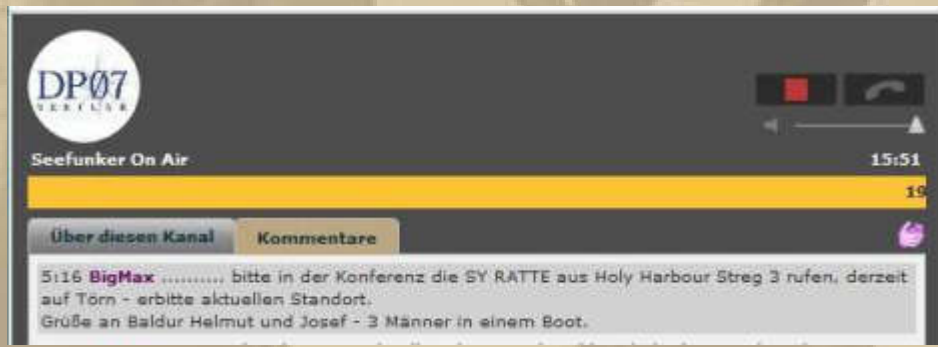 DPØ7
SEEFUNK
Seefunker On Air
15:51
19
Über diesen Kanal
Kommentare
5:16 BigMax .......... bitte in der Konferenz die SY RATTE aus Holy Harbour Streg 3 rufen, derzeit
auf Törn - erbitte aktuellen Standort.
Grüße an Baldur Helmut und Josef - 3 Männer in einem Boot.